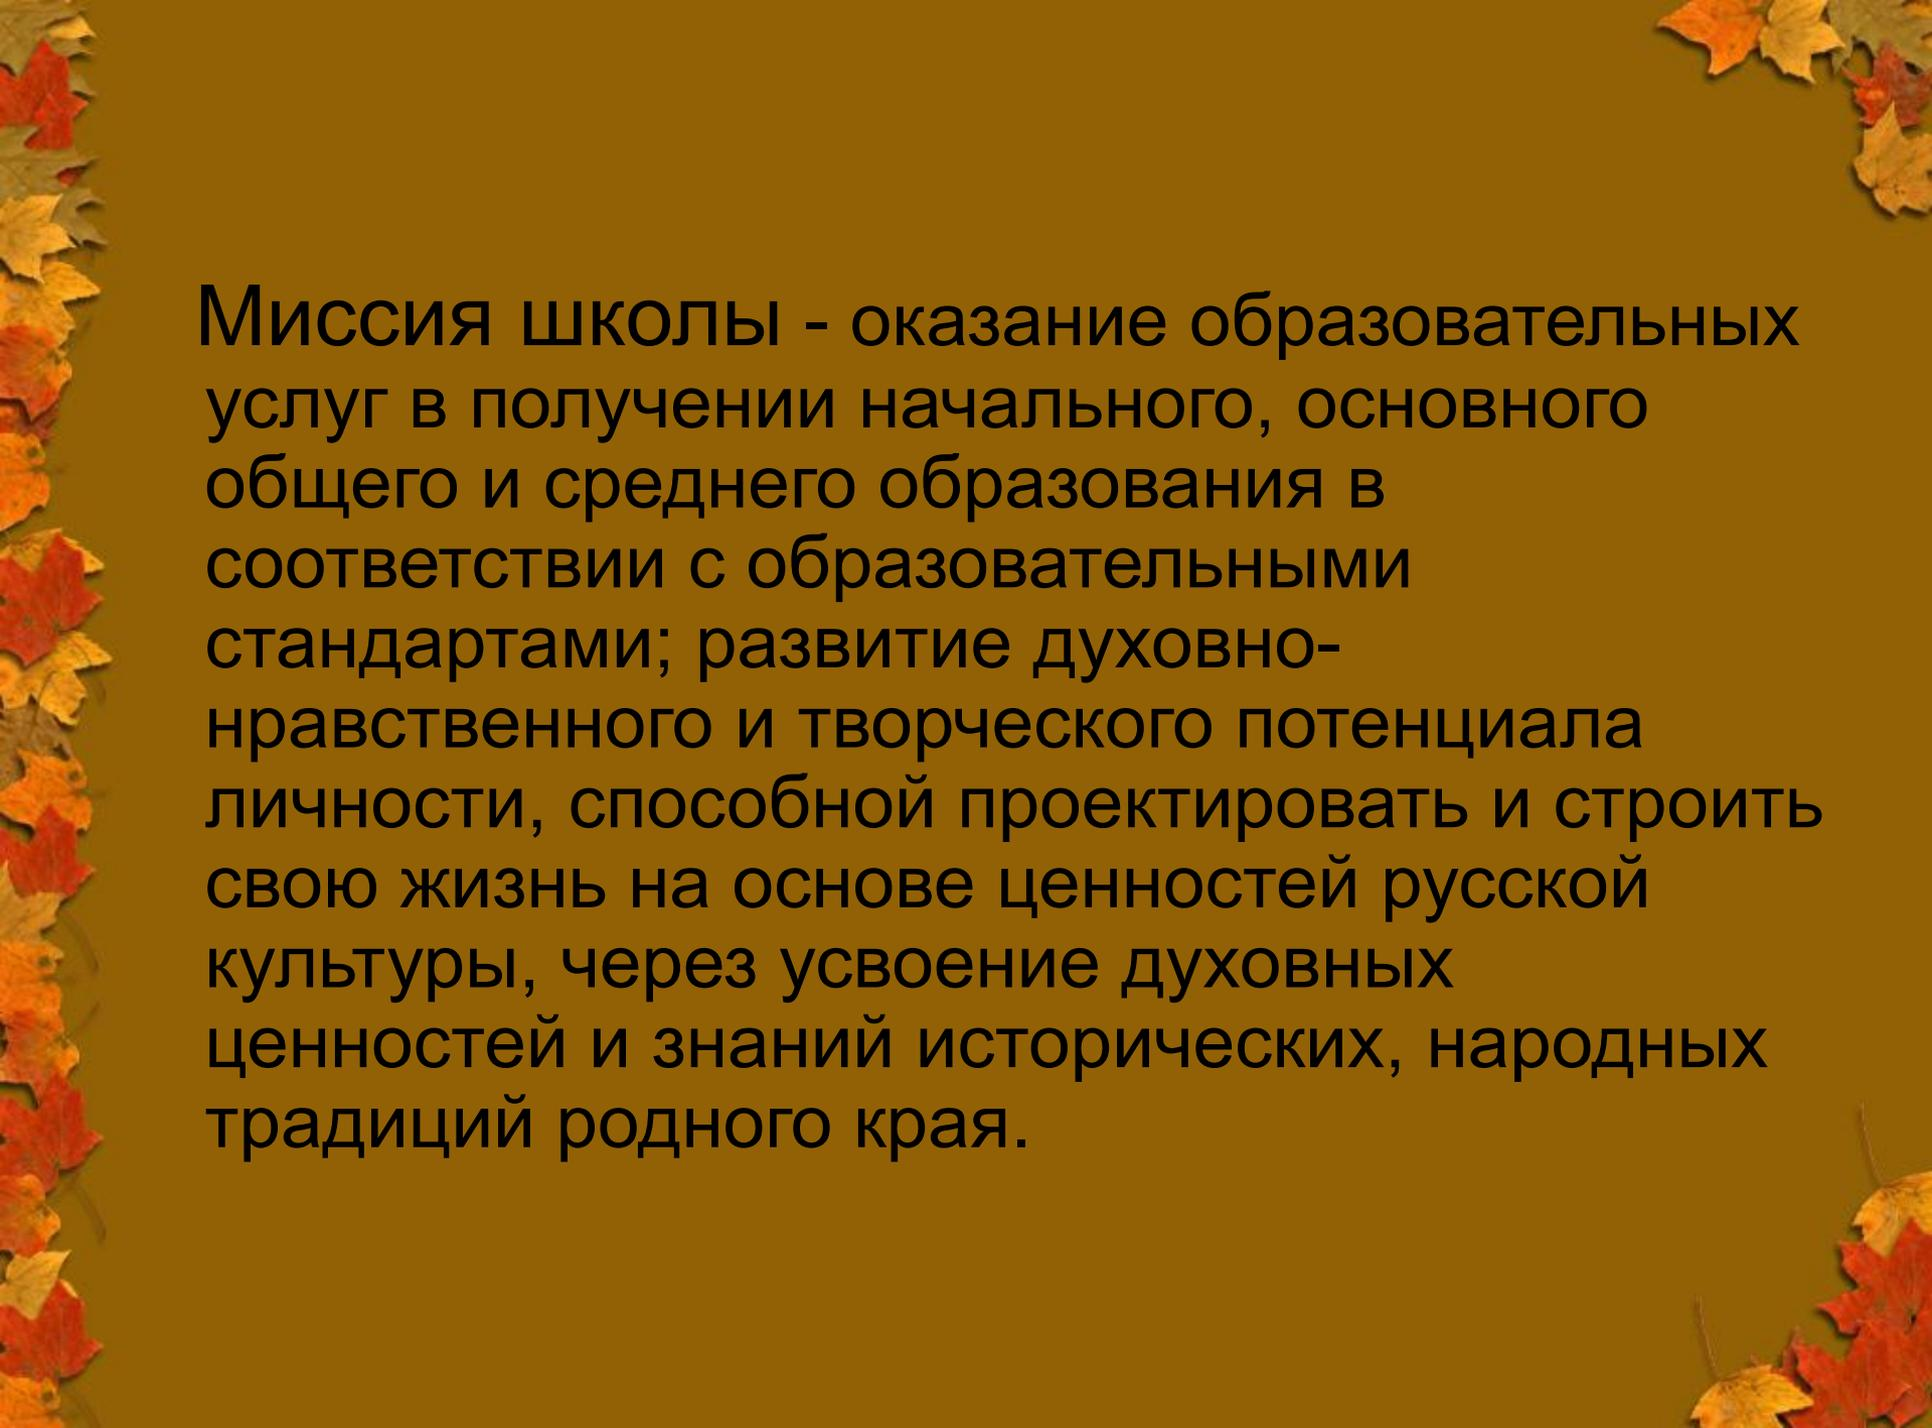 Миссия школы - оказание образовательных
услуг в получении начального, основного
общего и среднего образования в
соответствии с образовательными
стандартами; развитие духовно-
нравственного и творческого потенциала
личности, способной проектировать и строить
свою жизнь на основе ценностей русской
культуры, через усвоение духовных
ценностей и знаний исторических, народных
традиций родного края.